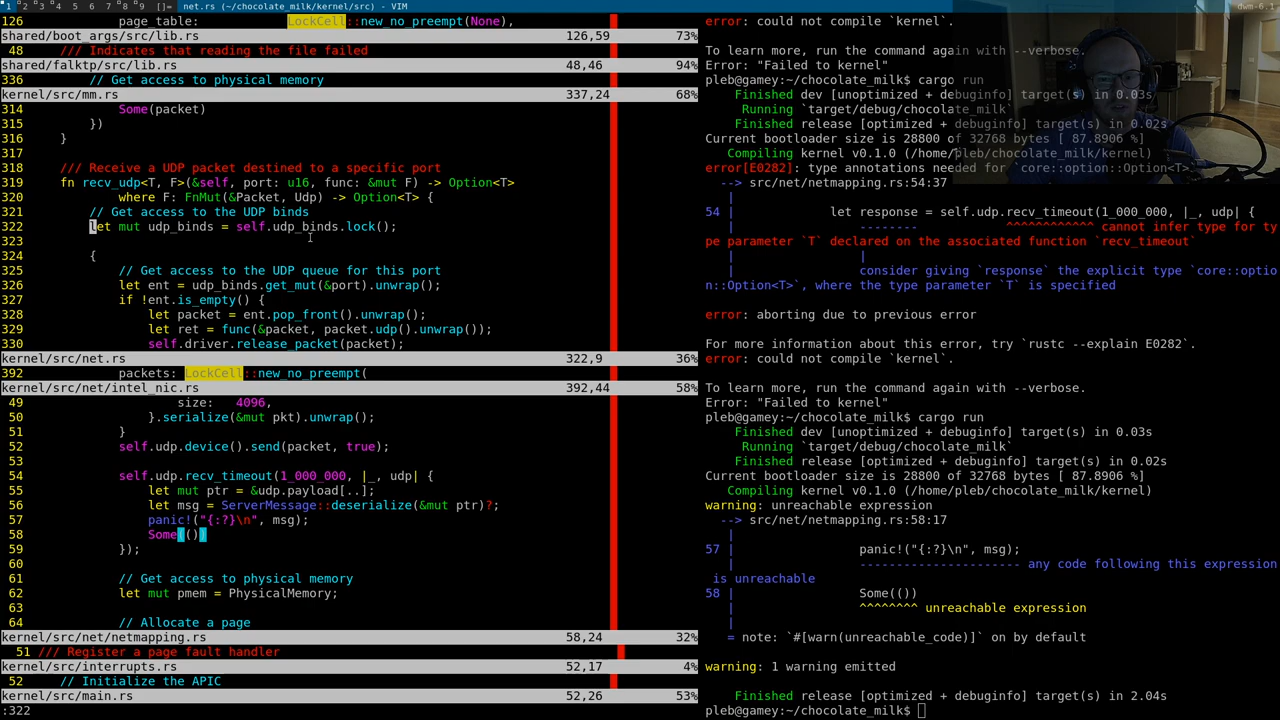 1 2 3 4 5 6 7 8 9 []= net.rs (~/chocolate_milk/kernel/src) - VIM dwm-6.1
126 page_table: LockCell::new_no_preempt(None),
shared/boot_args/src/lib.rs 126,59 73%
48 /// Indicates that reading the file failed
shared/falktp/src/lib.rs 48,46 94%
336 // Get access to physical memory
kernel/src/mm.rs 337,24 68%
314 Some(packet)
315 })
316 }
317
318 /// Receive a UDP packet destined to a specific port
319 fn recv_udp<T, F>(&self, port: u16, func: &mut F) -> Option<T>
320 where F: FnMut(&Packet, Udp) -> Option<T> {
321 // Get access to the UDP binds
322 let mut udp_binds = self.udp_binds.lock();
323
324 {
325 // Get access to the UDP queue for this port
326 let ent = udp_binds.get_mut(&port).unwrap();
327 if !ent.is_empty() {
328 let packet = ent.pop_front().unwrap();
329 let ret = func(&packet, packet.udp().unwrap());
330 self.driver.release_packet(packet);
kernel/src/net.rs 322,9 36%
392 packets: LockCell::new_no_preempt(
kernel/src/net/intel_nic.rs 392,44 58%
49 size: 4096,
50 }.serialize(&mut pkt).unwrap();
51 }
52 self.udp.device().send(packet, true);
53
54 self.udp.recv_timeout(1_000_000, |_, udp| {
55 let mut ptr = &udp.payload[..];
56 let msg = ServerMessage::deserialize(&mut ptr)?;
57 panic!("{:?}\n", msg);
58 Some(())
59 });
60
61 // Get access to physical memory
62 let mut pmem = PhysicalMemory;
63
64 // Allocate a page
kernel/src/net/netmapping.rs 58,24 32%
51 /// Register a page fault handler
kernel/src/interrupts.rs 52,17 4%
52 // Initialize the APIC
kernel/src/main.rs 52,26 53%
:322
error: could not compile `kernel`.
To learn more, run the command again with --verbose.
Error: "Failed to kernel"
pleb@gamey:~/chocolate_milk$ cargo run
Finished dev [unoptimized + debuginfo] target(s) in 0.03s
Running `target/debug/chocolate_milk`
Finished release [optimized + debuginfo] target(s) in 0.02s
Current bootloader size is 28800 of 32768 bytes [ 87.8906 %]
Compiling kernel v0.1.0 (/home/pleb/chocolate_milk/kernel)
error[E0282]: type annotations needed for `core::option::Option<T>`
--> src/net/netmapping.rs:54:37
|
54 | let response = self.udp.recv_timeout(1_000_000, |_, udp| {
| -------- ^^^^^^^^^^^^ cannot infer type for ty
pe parameter `T` declared on the associated function `recv_timeout`
| |
| consider giving `response` the explicit type `core::optio
n::Option<T>`, where the type parameter `T` is specified
error: aborting due to previous error
For more information about this error, try `rustc --explain E0282`.
error: could not compile `kernel`.
To learn more, run the command again with --verbose.
Error: "Failed to kernel"
pleb@gamey:~/chocolate_milk$ cargo run
Finished dev [unoptimized + debuginfo] target(s) in 0.03s
Running `target/debug/chocolate_milk`
Finished release [optimized + debuginfo] target(s) in 0.02s
Current bootloader size is 28800 of 32768 bytes [ 87.8906 %]
Compiling kernel v0.1.0 (/home/pleb/chocolate_milk/kernel)
warning: unreachable expression
--> src/net/netmapping.rs:58:17
|
57 | panic!("{:?}\n", msg);
| ---------------------- any code following this expression
is unreachable
58 | Some(())
| ^^^^^^^^ unreachable expression
|
= note: `#[warn(unreachable_code)]` on by default
warning: 1 warning emitted
Finished release [optimized + debuginfo] target(s) in 2.04s
pleb@gamey:~/chocolate_milk$